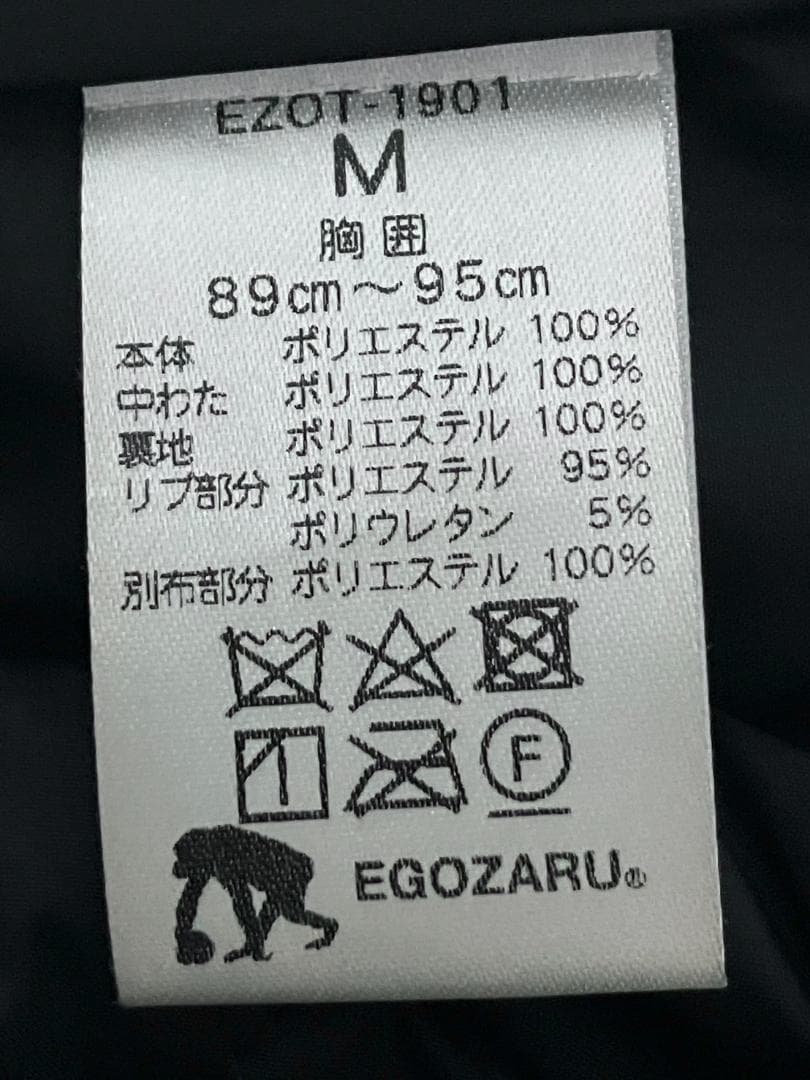 EZOT-1901
M
胸囲
89cm～95cm
本体 ポリエステル 100%
中わた ポリエステル 100%
裏地 ポリエステル 100%
リブ部分 ポリエステル 95%
ポリウレタン 5%
別布部分 ポリエステル 100%
F
EGOZARU®